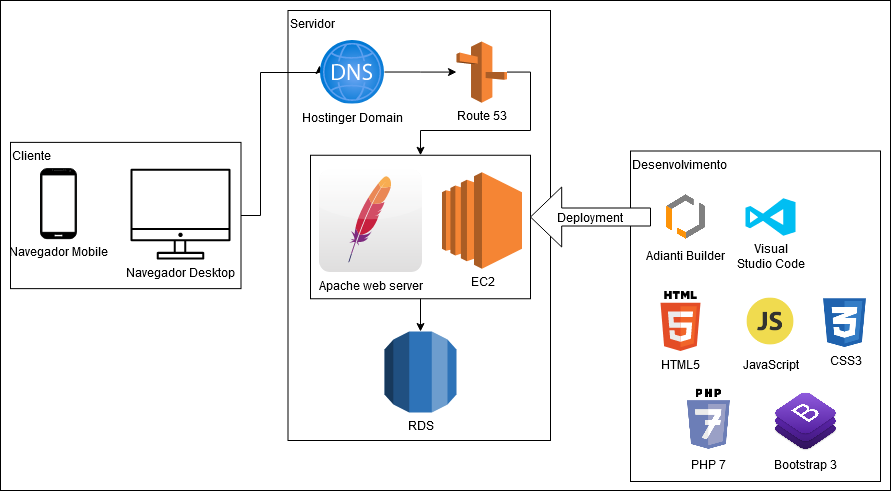 Servidor
DNS
Hostinger Domain
Route 53
Cliente
Navegador Mobile
Navegador Desktop
Apache web server
EC2
RDS
Deployment
Desenvolvimento
Adianti Builder
Visual
Studio Code
HTML
5
HTML5
JS
JavaScript
3
CSS3
PHP
7
PHP 7
B
Bootstrap 3